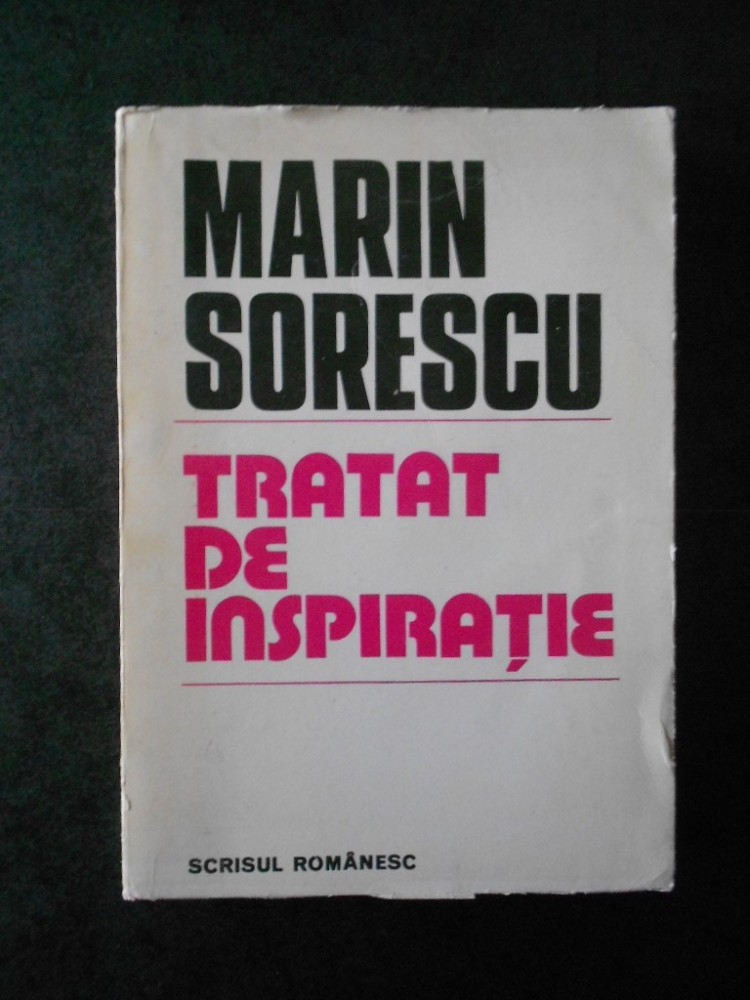 MARIN
SORESCU
TRATAT
DE
INSPIRAȚIE
SCRISUL ROMÂNESC